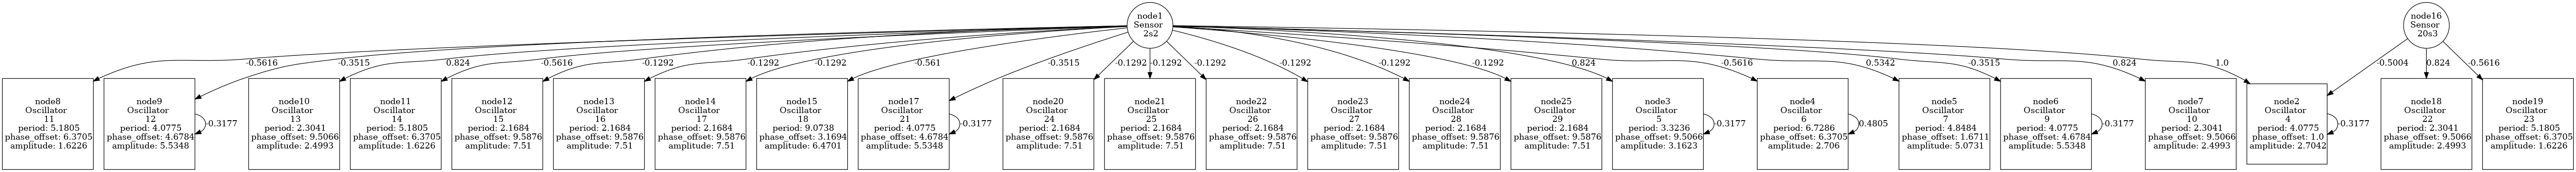 node1
Sensor
2s2
node16
Sensor
20s3
-0.5616
-0.3515
0.824
-0.5616
-0.1292
-0.1292
-0.1292
-0.561
-0.3515
-0.1292
-0.1292
-0.1292
-0.1292
-0.1292
-0.1292
0.824
-0.5616
0.5342
-0.3515
0.824
1.0
-0.5004
0.824
-0.5616
node8
Oscillator
11
period: 5.1805
phase_offset: 6.3705
amplitude: 1.6226
node9
Oscillator
12
period: 4.0775
phase_offset: 4.6784
amplitude: 5.5348
-0.3177
node10
Oscillator
13
period: 2.3041
phase_offset: 9.5066
amplitude: 2.4993
node11
Oscillator
14
period: 5.1805
phase_offset: 6.3705
amplitude: 1.6226
node12
Oscillator
15
period: 2.1684
phase_offset: 9.5876
amplitude: 7.51
node13
Oscillator
16
period: 2.1684
phase_offset: 9.5876
amplitude: 7.51
node14
Oscillator
17
period: 2.1684
phase_offset: 9.5876
amplitude: 7.51
node15
Oscillator
18
period: 9.0738
phase_offset: 3.1694
amplitude: 6.4701
node17
Oscillator
21
period: 4.0775
phase_offset: 4.6784
amplitude: 5.5348
-0.3177
node20
Oscillator
24
period: 2.1684
phase_offset: 9.5876
amplitude: 7.51
node21
Oscillator
25
period: 2.1684
phase_offset: 9.5876
amplitude: 7.51
node22
Oscillator
26
period: 2.1684
phase_offset: 9.5876
amplitude: 7.51
node23
Oscillator
27
period: 2.1684
phase_offset: 9.5876
amplitude: 7.51
node24
Oscillator
28
period: 2.1684
phase_offset: 9.5876
amplitude: 7.51
node25
Oscillator
29
period: 2.1684
phase_offset: 9.5876
amplitude: 7.51
node3
Oscillator
5
period: 3.3236
phase_offset: 9.5066
amplitude: 3.1623
-0.3177
node4
Oscillator
6
period: 6.7286
phase_offset: 6.3705
amplitude: 2.706
0.4805
node5
Oscillator
7
period: 4.8484
phase_offset: 1.6711
amplitude: 5.0731
node6
Oscillator
9
period: 4.0775
phase_offset: 4.6784
amplitude: 5.5348
-0.3177
node7
Oscillator
10
period: 2.3041
phase_offset: 9.5066
amplitude: 2.4993
node2
Oscillator
4
period: 4.0775
phase_offset: 1.0
amplitude: 2.7042
-0.3177
node18
Oscillator
22
period: 2.3041
phase_offset: 9.5066
amplitude: 2.4993
node19
Oscillator
23
period: 5.1805
phase_offset: 6.3705
amplitude: 1.6226